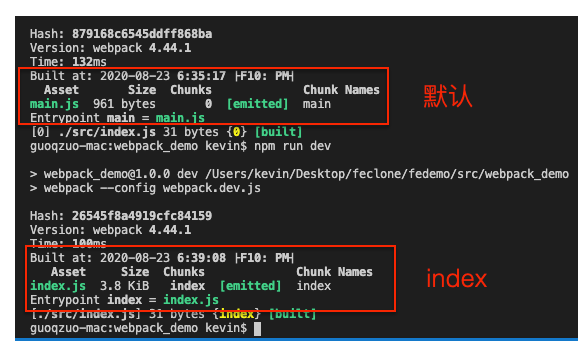 Hash: 879168c6545ddff868ba
Version: webpack 4.44.1
Time: 132ms
Built at: 2020-08-23 6:35:17 ├F10: PM┤
Asset Size Chunks Chunk Names
main.js 961 bytes 0 [emitted] main
默认
Entrypoint main = main.js
[0] ./src/index.js 31 bytes {0} [built]
guoqzuo-mac:webpack_demo kevin$ npm run dev
> webpack_demo@1.0.0 dev /Users/kevin/Desktop/feclone/fedemo/src/webpack_demo
> webpack --config webpack.dev.js
Hash: 26545f8a4919cfc84159
Version: webpack 4.44.1
Time: 100ms
Built at: 2020-08-23 6:39:08 ├F10: PM┤
Asset Size Chunks Chunk Names
index.js 3.8 KiB index [emitted] index
index
Entrypoint index = index.js
[./src/index.js] 31 bytes {index} [built]
guoqzuo-mac:webpack_demo kevin$